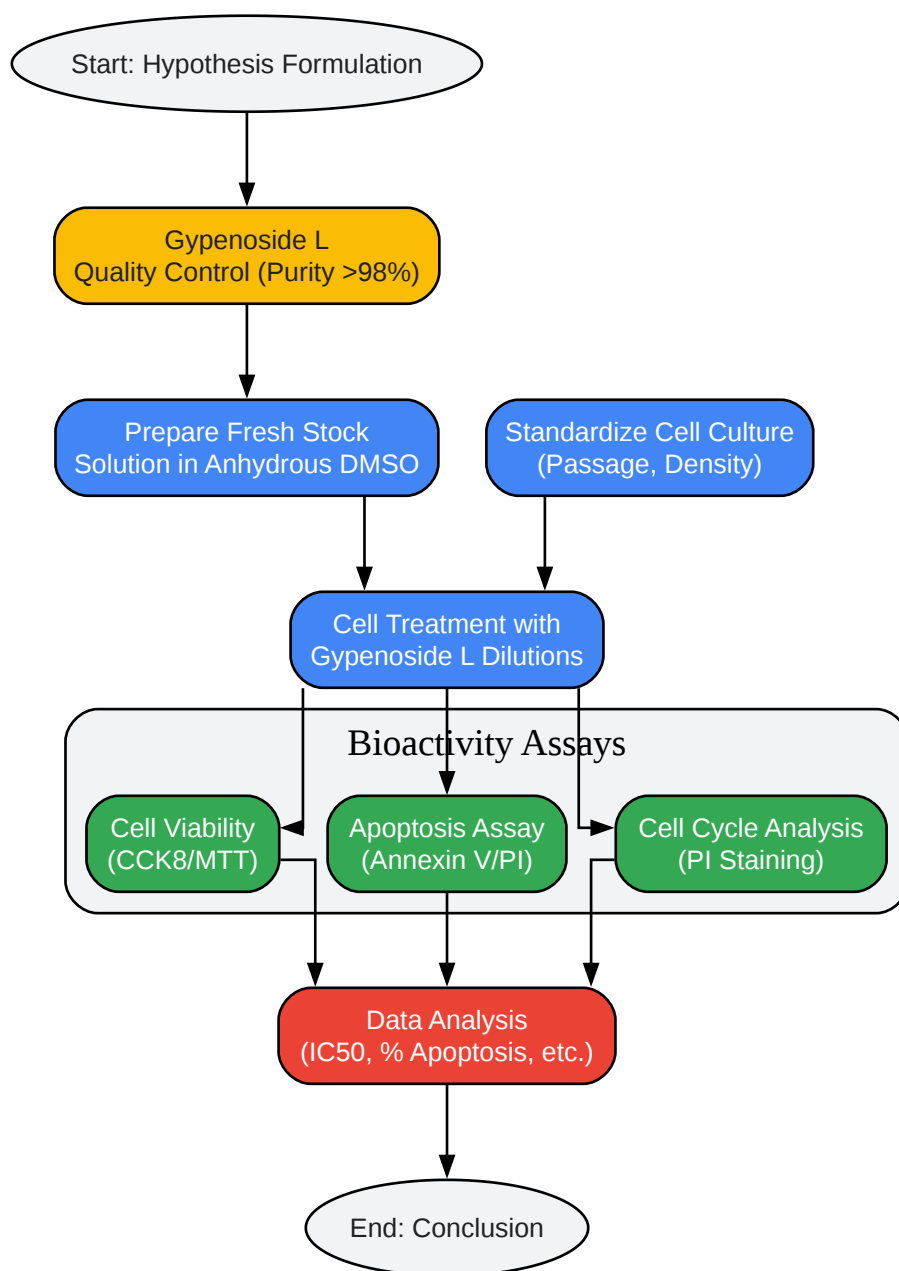 Start: Hypothesis Formulation
Gypenoside L
Quality Control (Purity >98%)
Prepare Fresh Stock
Solution in Anhydrous DMSO
Standardize Cell Culture
(Passage, Density)
Cell Treatment with
Gypenoside L Dilutions
Bioactivity Assays
Cell Viability
(CCK8/MTT)
Apoptosis Assay
(Annexin V/PI)
Cell Cycle Analysis
(PI Staining)
Data Analysis
(IC50, % Apoptosis, etc.)
End: Conclusion